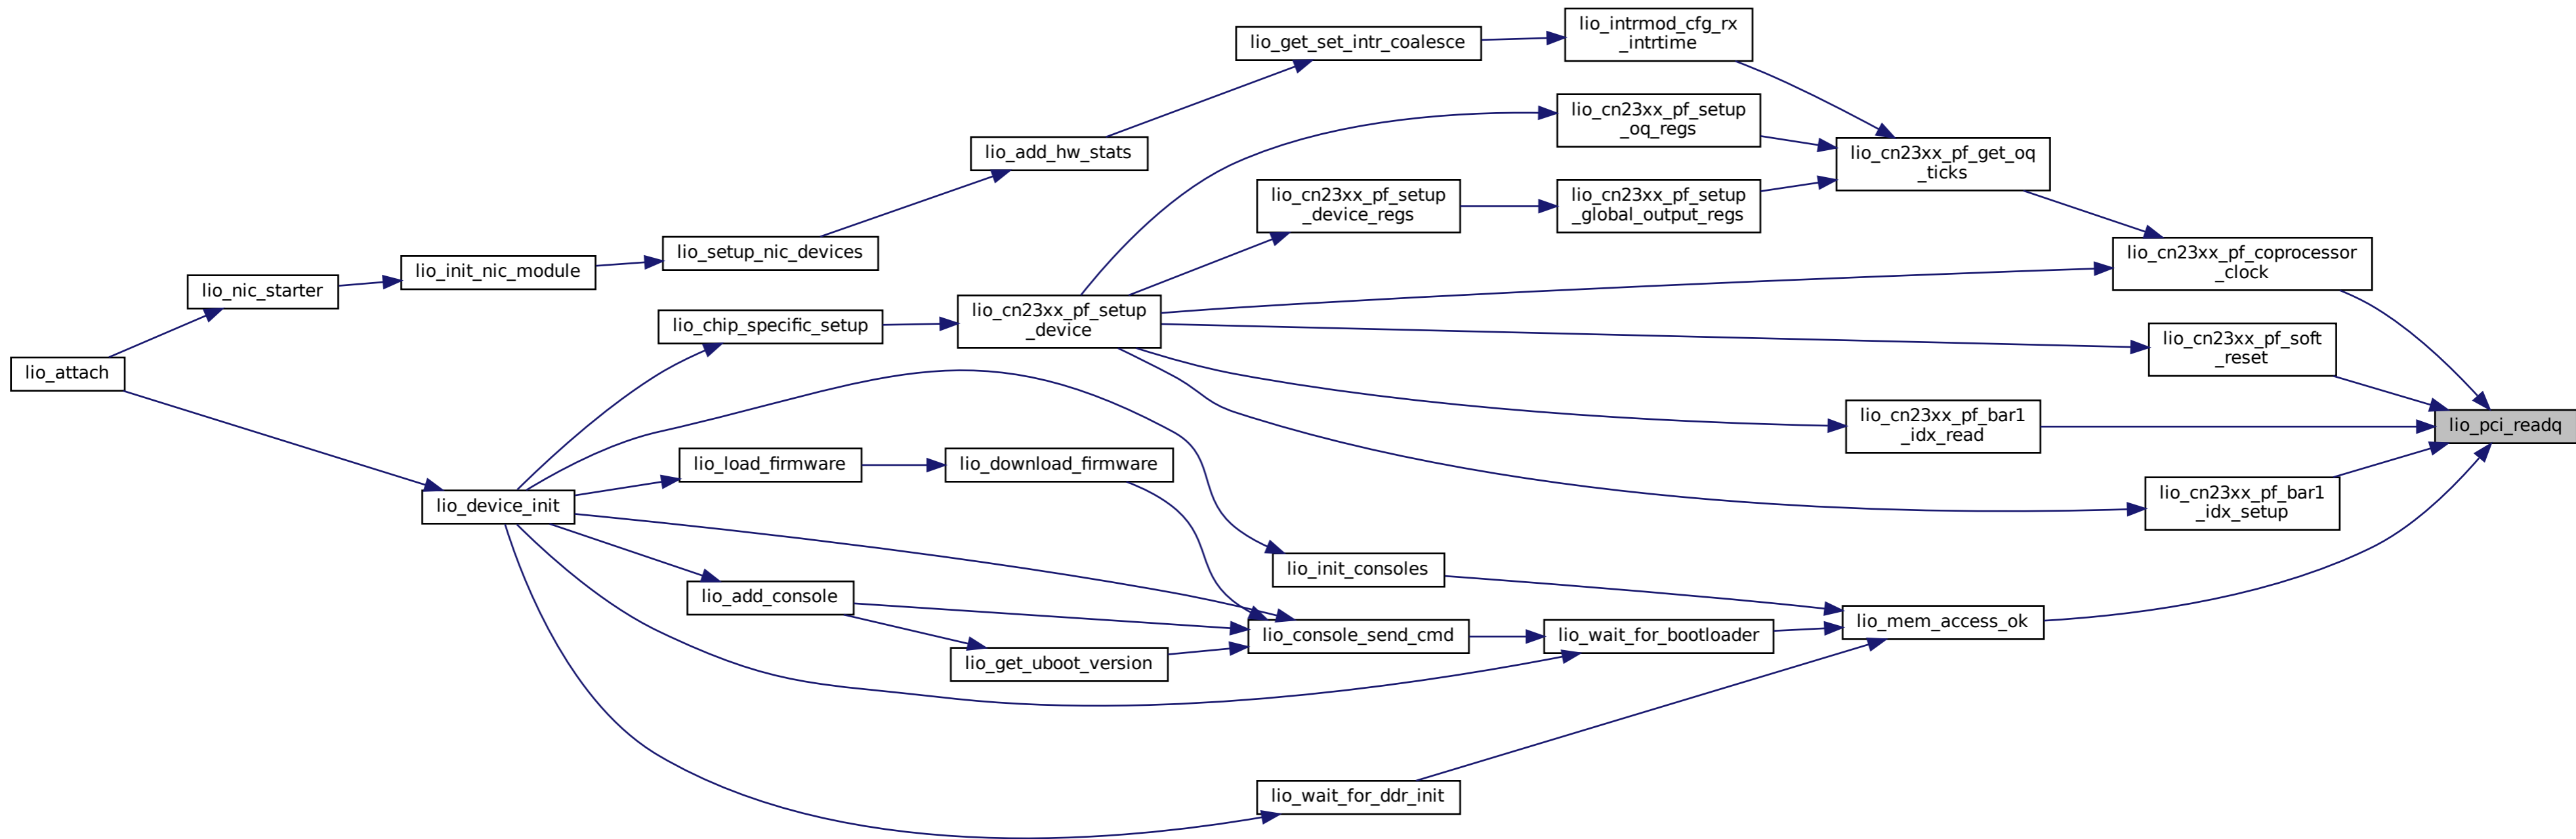 lio_intrmod_cfg_rx
_intrtime
lio_get_set_intr_coalesce
lio_cn23xx_pf_setup
_oq_regs
lio_add_hw_stats
lio_cn23xx_pf_get_oq
_ticks
lio_cn23xx_pf_setup
_device_regs
lio_cn23xx_pf_setup
_global_output_regs
lio_setup_nic_devices
lio_cn23xx_pf_coprocessor
_clock
lio_init_nic_module
lio_nic_starter
lio_chip_specific_setup
lio_cn23xx_pf_setup
_device
lio_cn23xx_pf_soft
_reset
lio_attach
lio_cn23xx_pf_bar1
_idx_read
lio_pci_readq
lio_load_firmware
lio_download_firmware
lio_device_init
lio_cn23xx_pf_bar1
_idx_setup
lio_init_consoles
lio_add_console
lio_mem_access_ok
lio_console_send_cmd
lio_wait_for_bootloader
lio_get_uboot_version
lio_wait_for_ddr_init